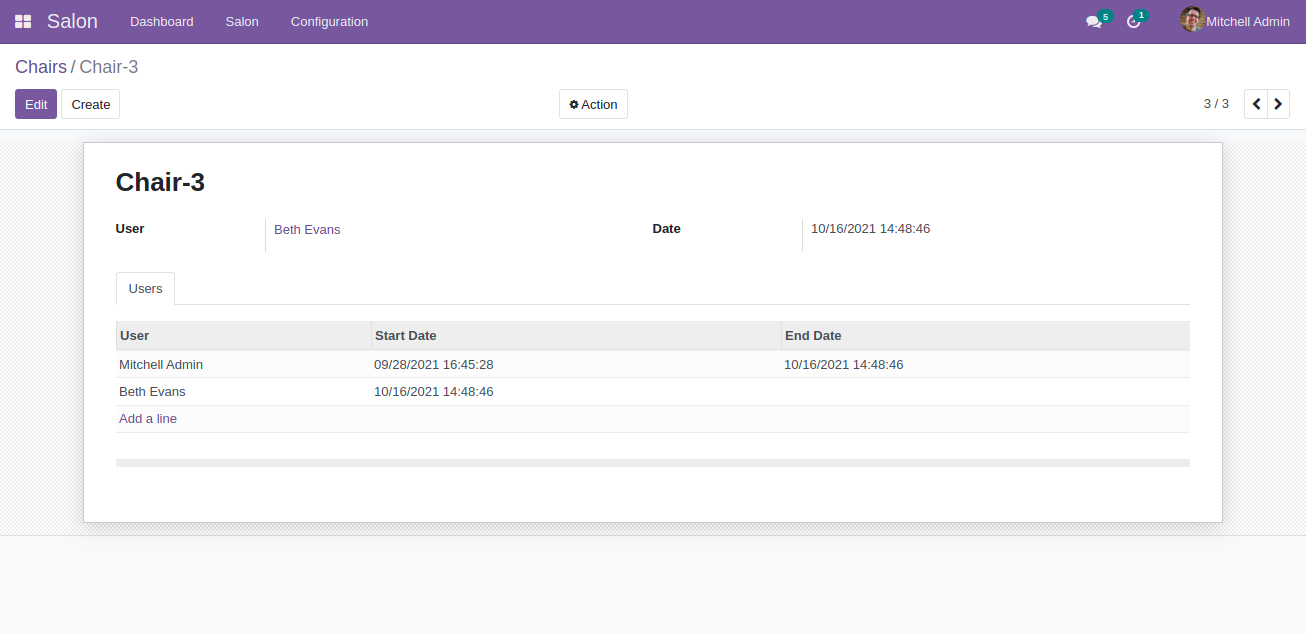 Salon Dashboard Salon Configuration 5 1 Mitchell Admin
Chairs / Chair-3
Edit Create Action 3 / 3
Chair-3
User Beth Evans Date 10/16/2021 14:48:46
Users
User Start Date End Date
Mitchell Admin 09/28/2021 16:45:28 10/16/2021 14:48:46
Beth Evans 10/16/2021 14:48:46
Add a line